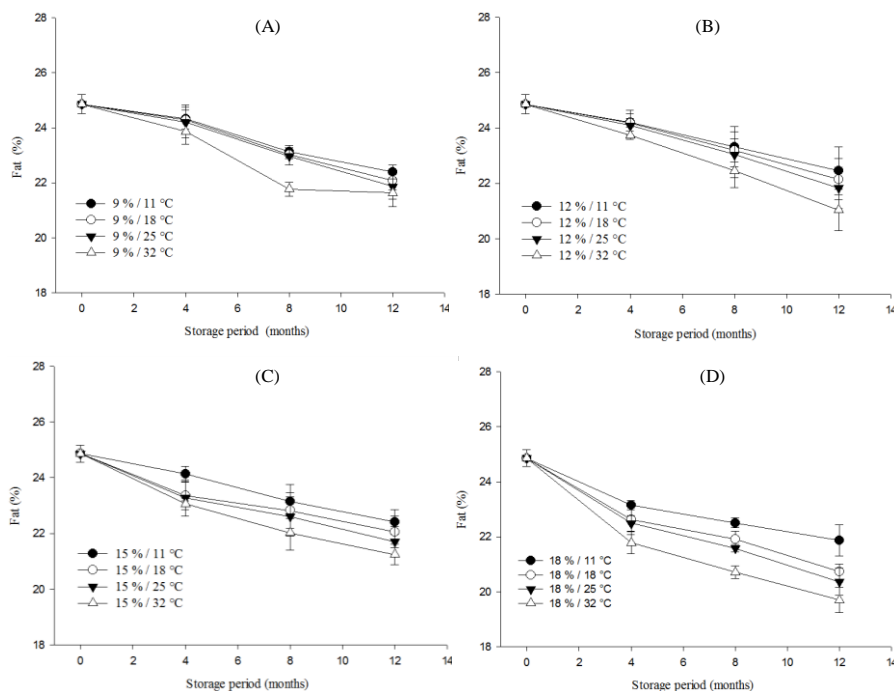 (A)
28
26
24
22
20
18
Fat (%)
9 % / 11 °C
9 % / 18 °C
9 % / 25 °C
9 % / 32 °C
0 2 4 6 8 10 12 14
Storage period (months)
(B)
28
26
24
22
20
18
Fat (%)
12 % / 11 °C
12 % / 18 °C
12 % / 25 °C
12 % / 32 °C
0 2 4 6 8 10 12 14
Storage period (months)
(C)
28
26
24
22
20
18
Fat (%)
15 % / 11 °C
15 % / 18 °C
15 % / 25 °C
15 % / 32 °C
0 2 4 6 8 10 12 14
Storage period (months)
(D)
28
26
24
22
20
18
Fat (%)
18 % / 11 °C
18 % / 18 °C
18 % / 25 °C
18 % / 32 °C
0 2 4 6 8 10 12 14
Storage period (months)